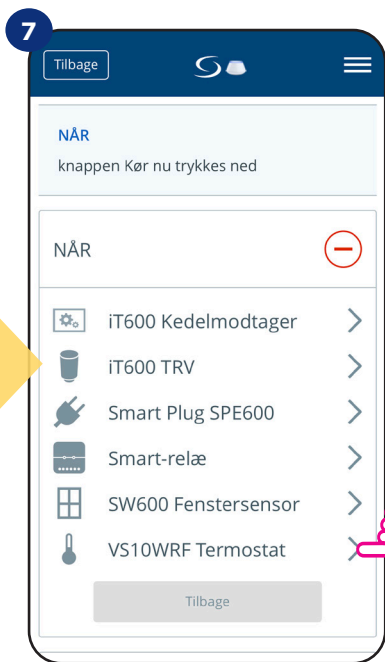 7
Tilbage
NÅR
knappen Kør nu trykkes ned
NÅR
iT600 Kedelmodtager
iT600 TRV
Smart Plug SPE600
Smart-relæ
SW600 Fenstersensor
VS10WRF Termostat
Tilbage